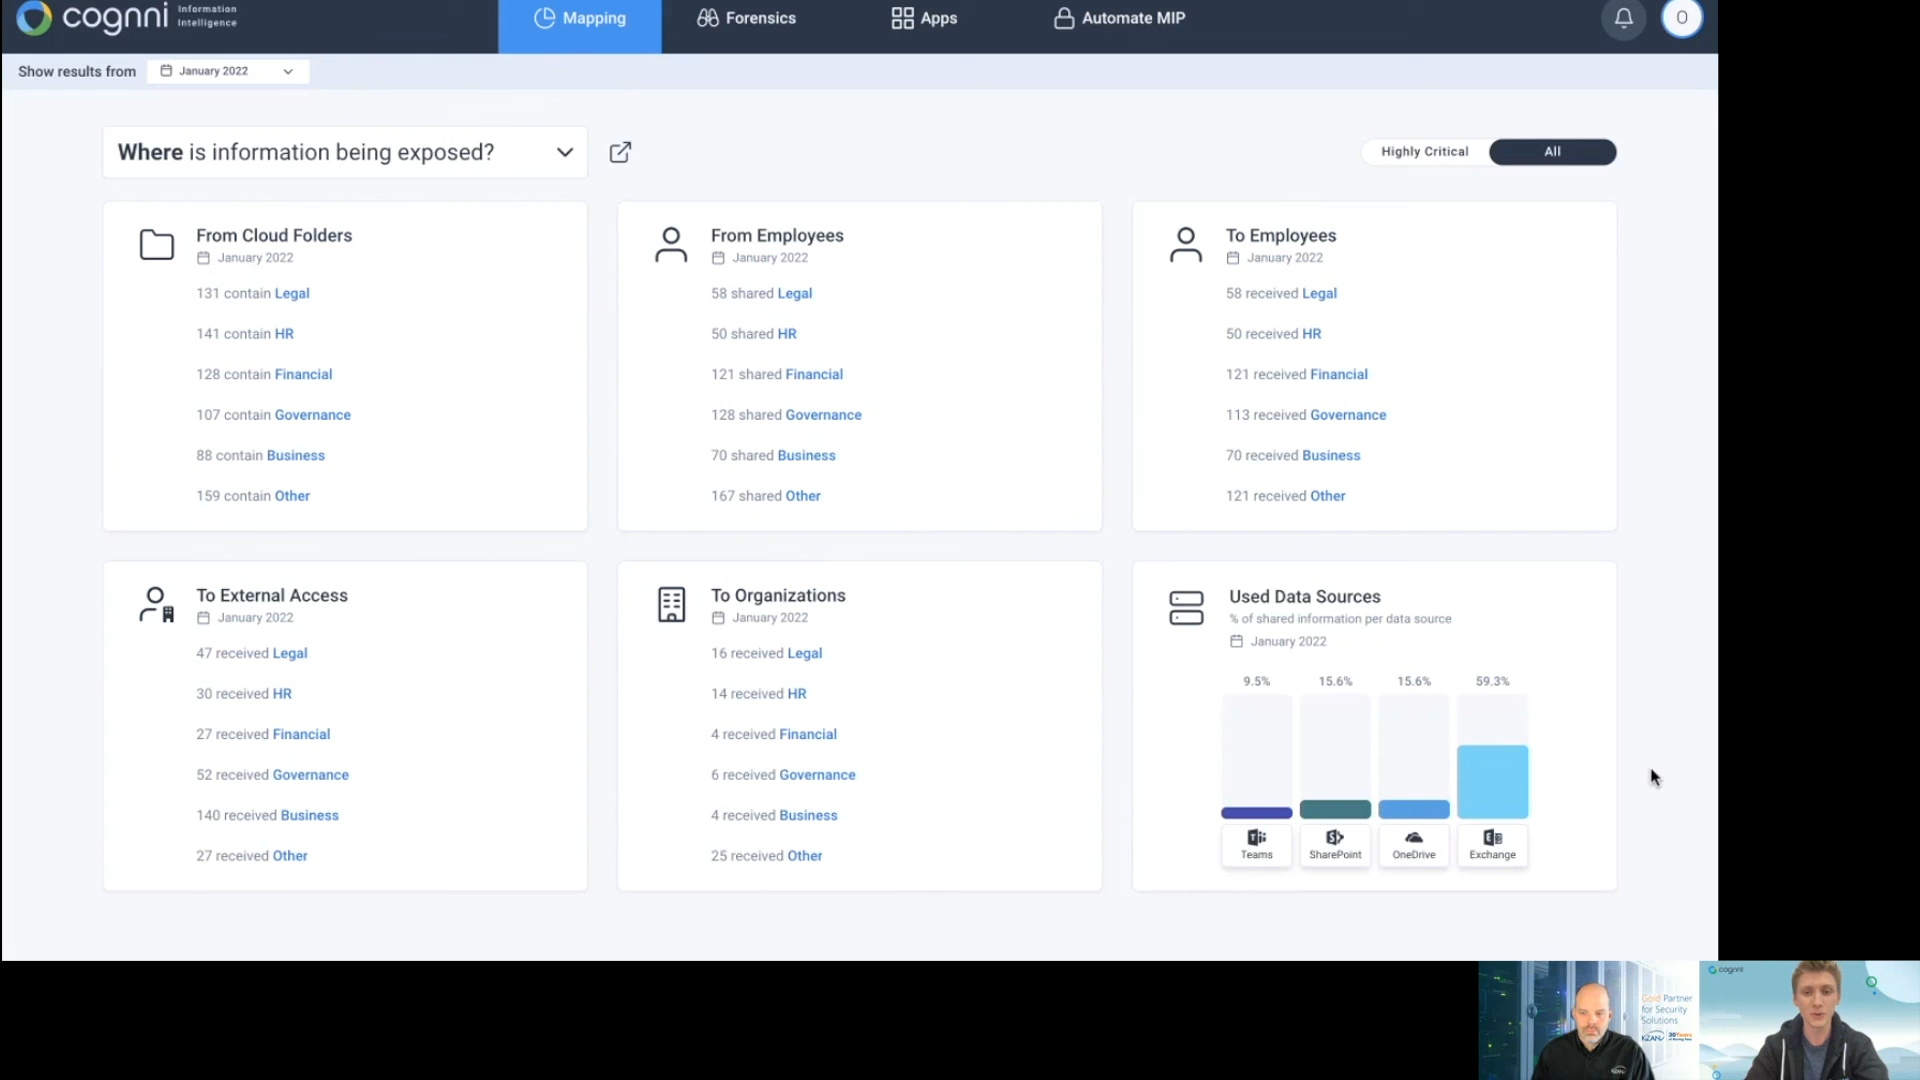 cognni Information Intelligence
Mapping
Forensics
Apps
Automate MIP
O
Show results from
January 2022
Where is information being exposed?
Highly Critical
All
From Cloud Folders
January 2022
131 contain Legal
141 contain HR
128 contain Financial
107 contain Governance
88 contain Business
159 contain Other
From Employees
January 2022
58 shared Legal
50 shared HR
121 shared Financial
128 shared Governance
70 shared Business
167 shared Other
To Employees
January 2022
58 received Legal
50 received HR
121 received Financial
113 received Governance
70 received Business
121 received Other
To External Access
January 2022
47 received Legal
30 received HR
27 received Financial
52 received Governance
140 received Business
27 received Other
To Organizations
January 2022
16 received Legal
14 received HR
4 received Financial
6 received Governance
4 received Business
25 received Other
Used Data Sources
% of shared information per data source
January 2022
9.5% 15.6% 15.6% 59.3%
Teams SharePoint OneDrive Exchange
Gold Partner
for Security
Solutions
KiZAN 30Years
cognni